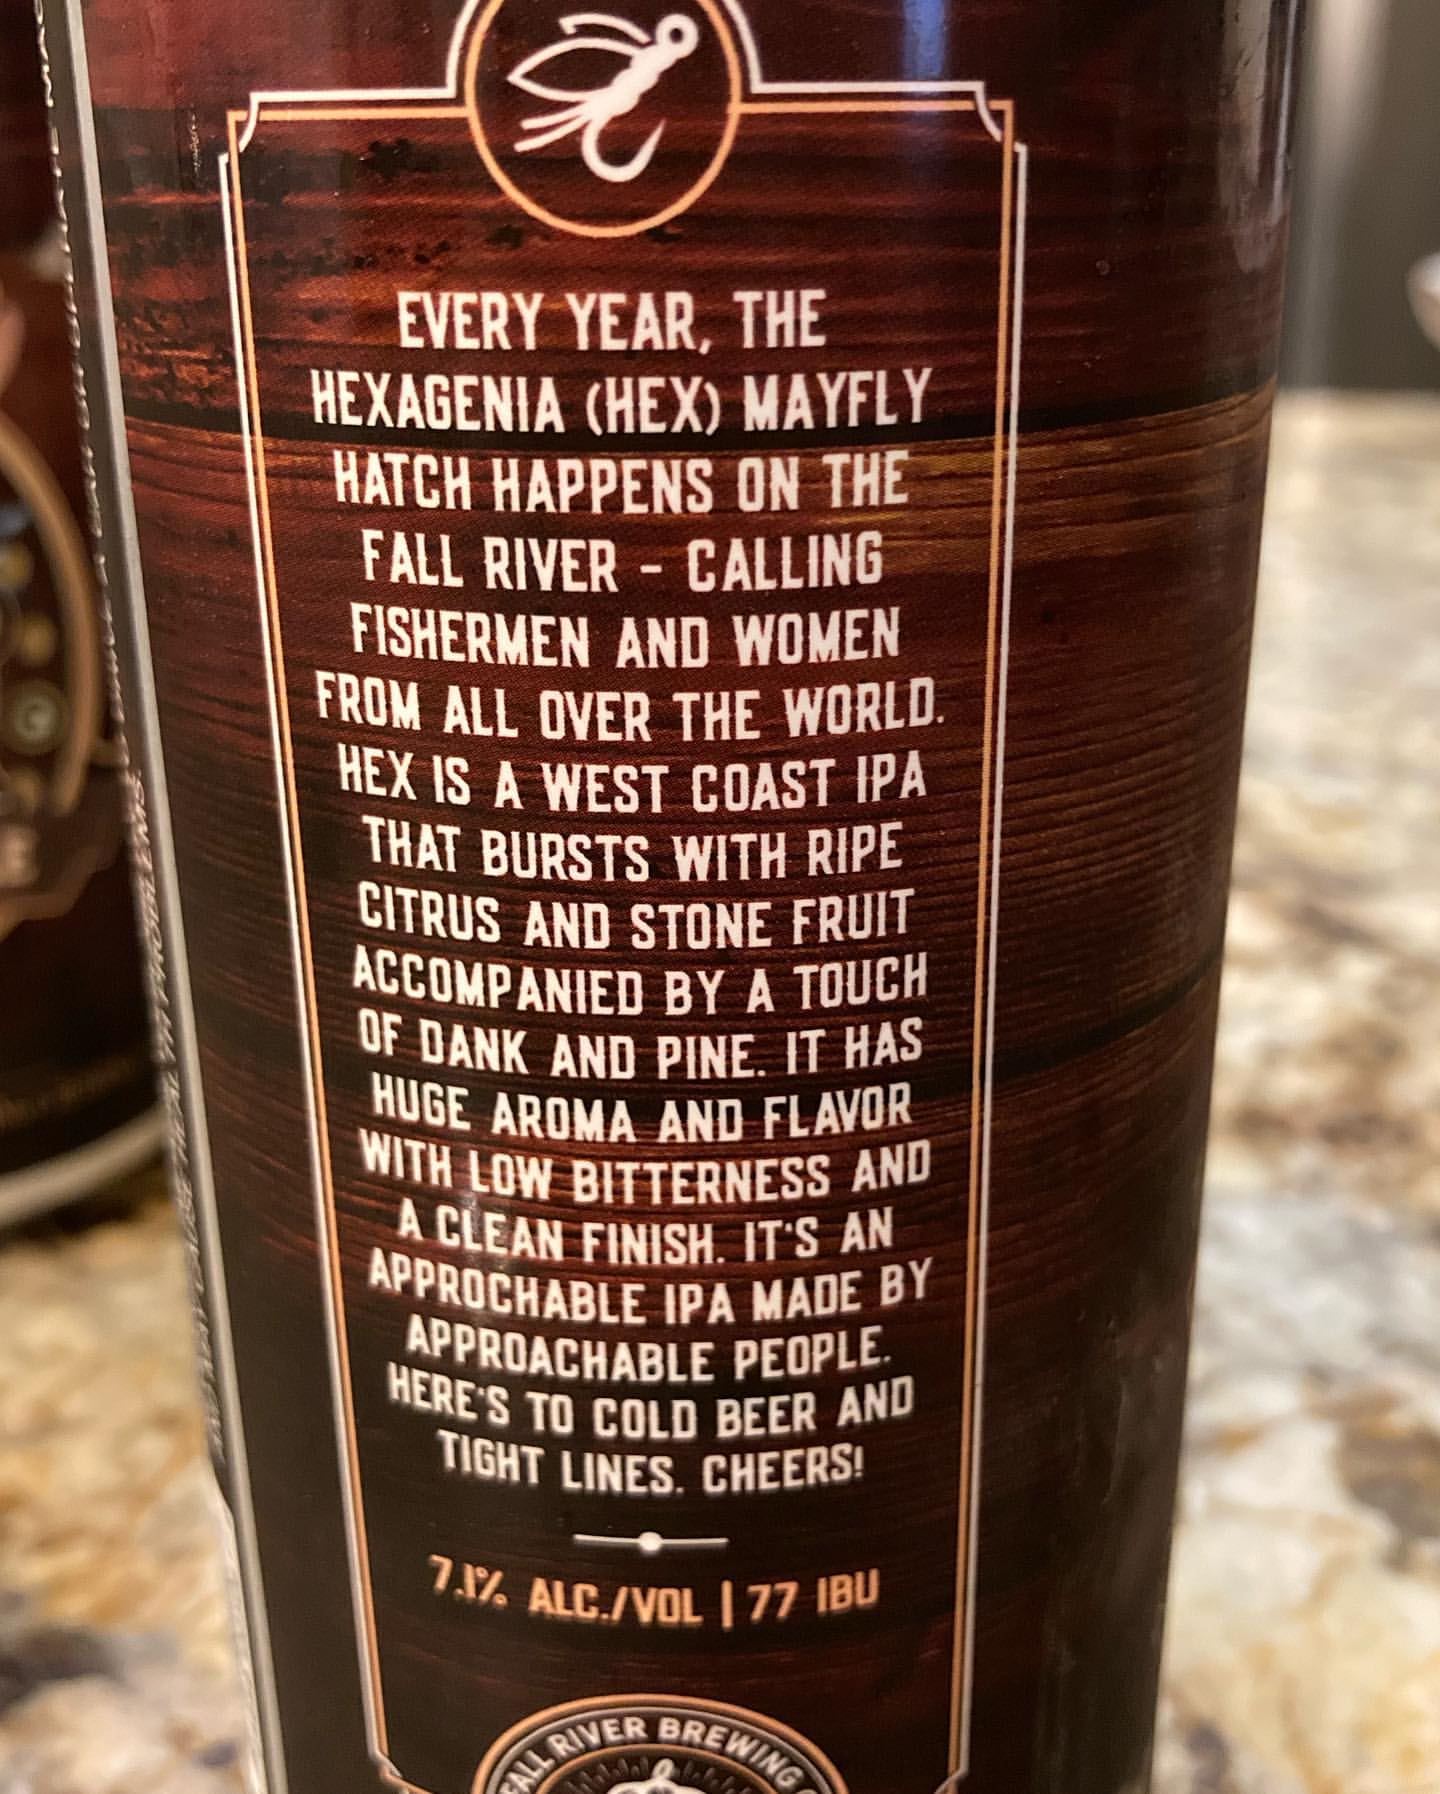 EVERY YEAR, THE
HEXAGENIA (HEX) MAYFLY
HATCH HAPPENS ON THE
FALL RIVER - CALLING
FISHERMEN AND WOMEN
FROM ALL OVER THE WORLD.
HEX IS A WEST COAST IPA
THAT BURSTS WITH RIPE
CITRUS AND STONE FRUIT
ACCOMPANIED BY A TOUCH
OF DANK AND PINE. IT HAS
HUGE AROMA AND FLAVOR
WITH LOW BITTERNESS AND
A CLEAN FINISH. IT'S AN
APPROCHABLE IPA MADE BY
APPROACHABLE PEOPLE.
HERE'S TO COLD BEER AND
TIGHT LINES. CHEERS!
7.1% ALC./VOL | 77 IBU
FALL RIVER BREWING